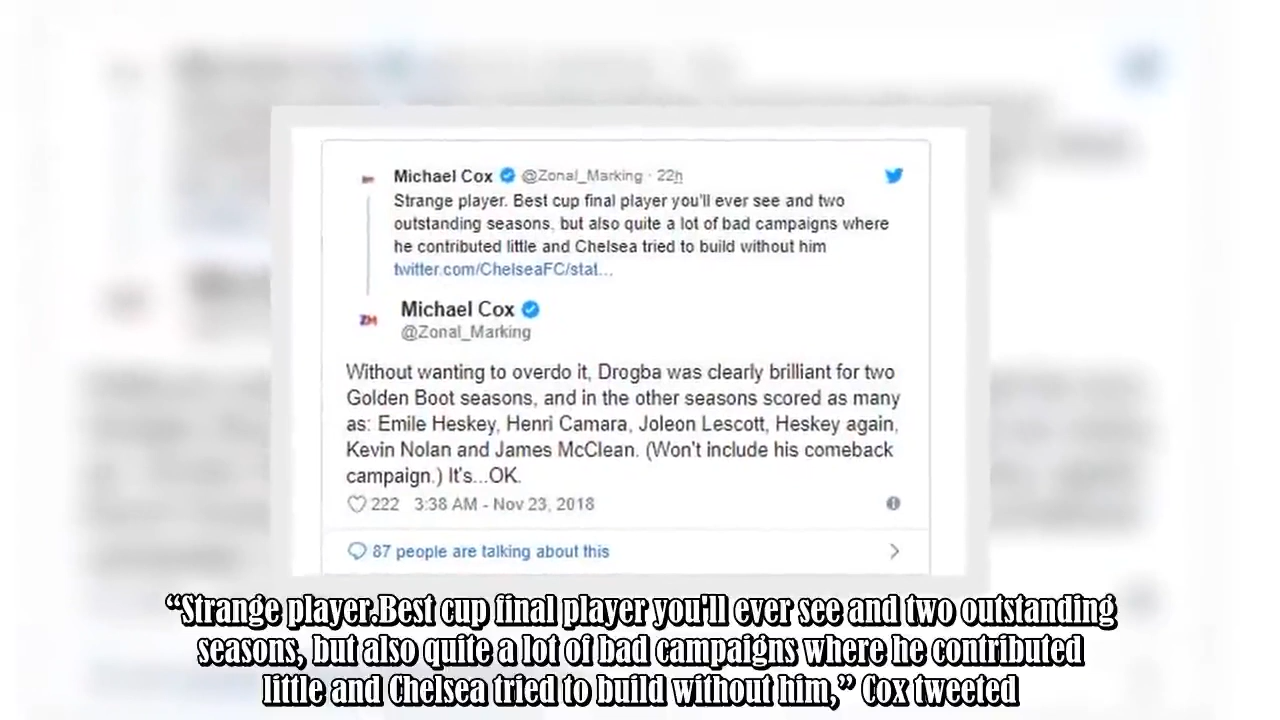 Michael Cox @Zonal_Marking · 22h
Strange player. Best cup final player you'll ever see and two
outstanding seasons, but also quite a lot of bad campaigns where
he contributed little and Chelsea tried to build without him
twitter.com/ChelseaFC/stat...
Michael Cox
ZM
@Zonal_Marking
Without wanting to overdo it, Drogba was clearly brilliant for two
Golden Boot seasons, and in the other seasons scored as many
as: Emile Heskey, Henri Camara, Joleon Lescott, Heskey again,
Kevin Nolan and James McClean. (Won't include his comeback
campaign.) It's...OK.
222 3:38 AM - Nov 23, 2018
87 people are talking about this
“Strange player.Best cup final player you'll ever see and two outstanding
seasons, but also quite a lot of bad campaigns where he contributed
little and Chelsea tried to build without him,” Cox tweeted